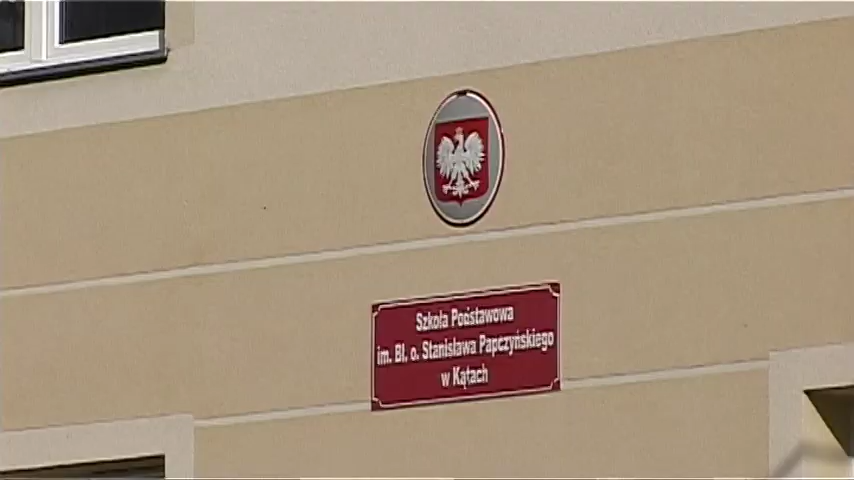 Szkoła Podstawowa
im. Bł. o. Stanisława Papczyńskiego
w Kątach